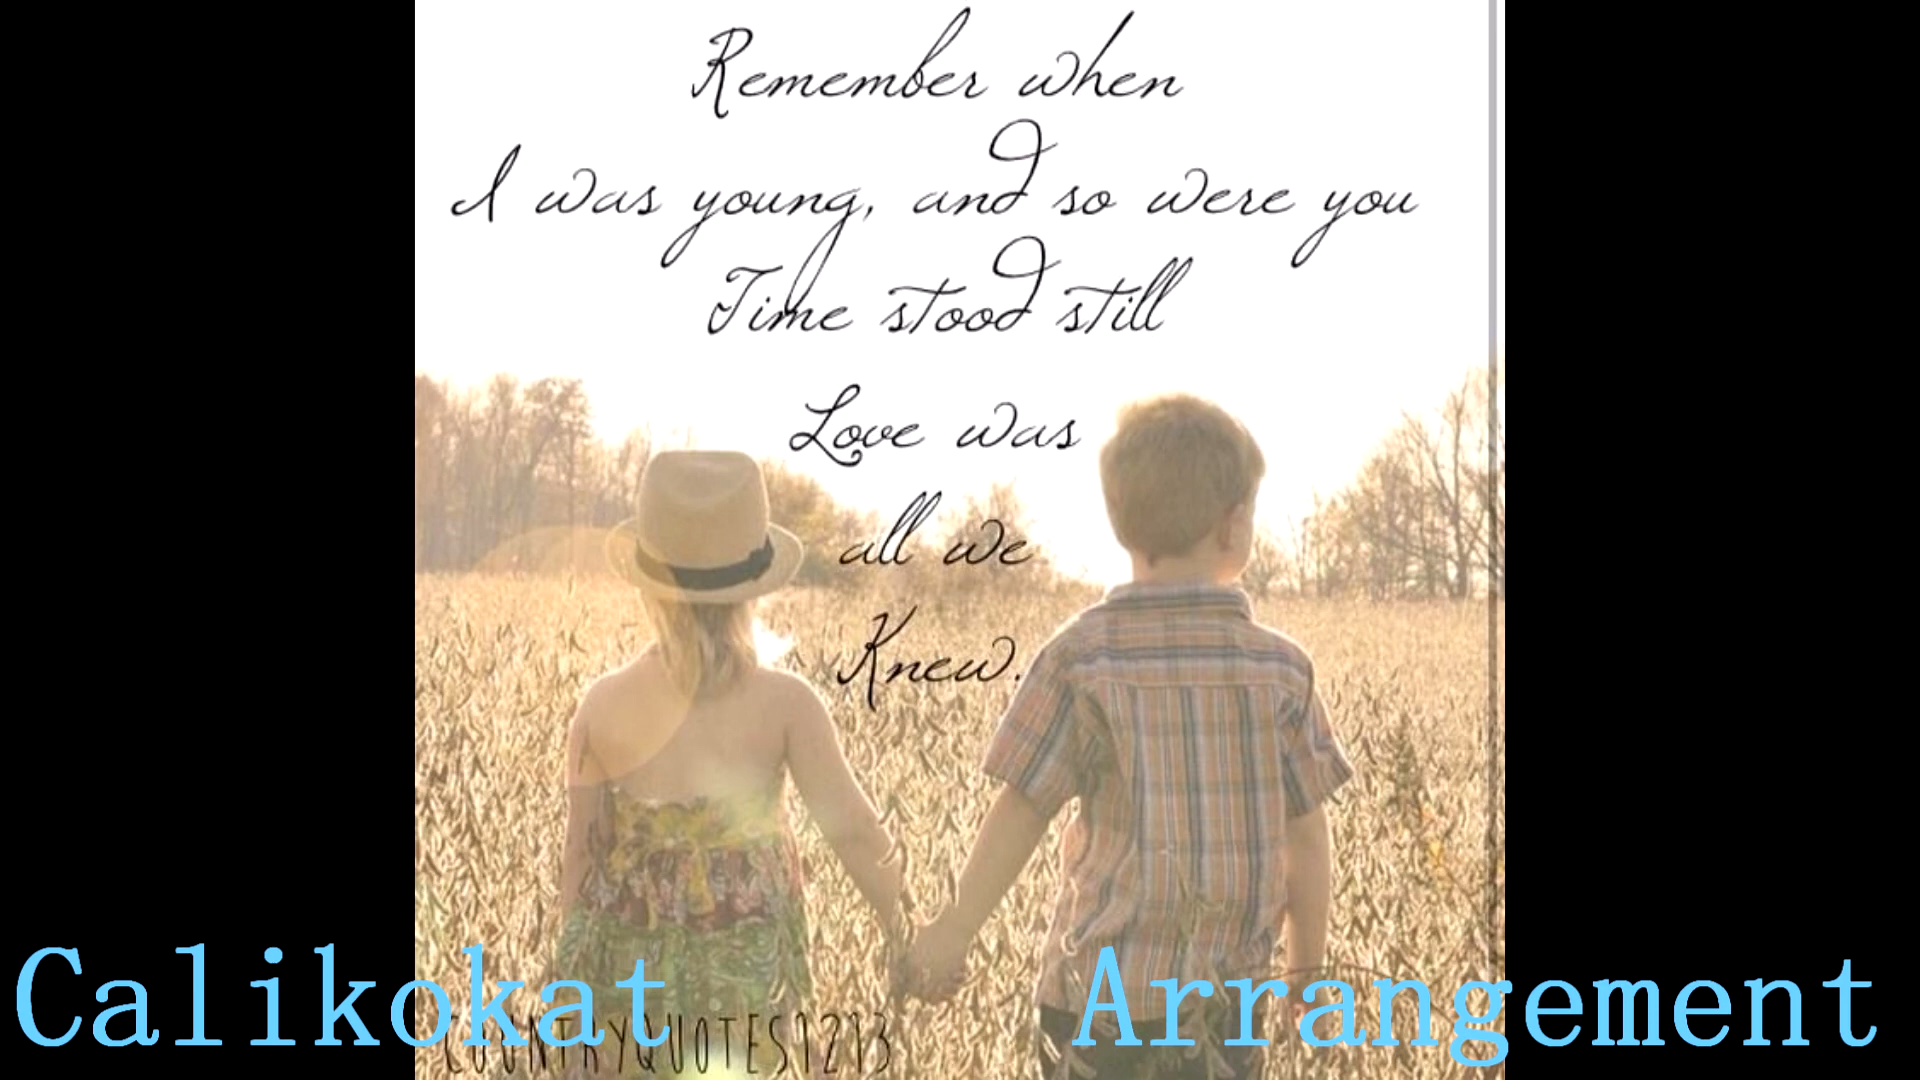 Remember when
I was young, and so were you
Time stood still
Love was
all we
Knew.
Calikokat Arrangement
COUNTRYQUOTES1213